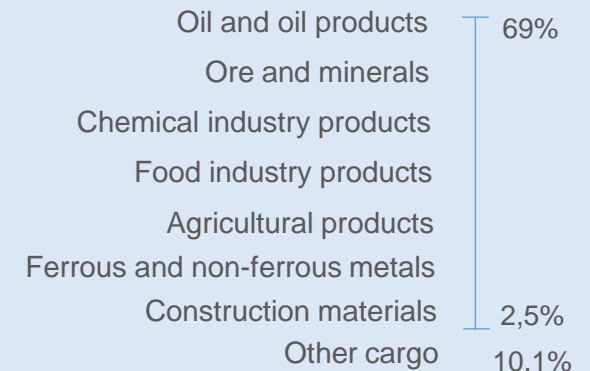 Oil and oil products 69%
Ore and minerals
Chemical industry products
Food industry products
Agricultural products
Ferrous and non-ferrous metals
Construction materials 2,5%
Other cargo 10,1%